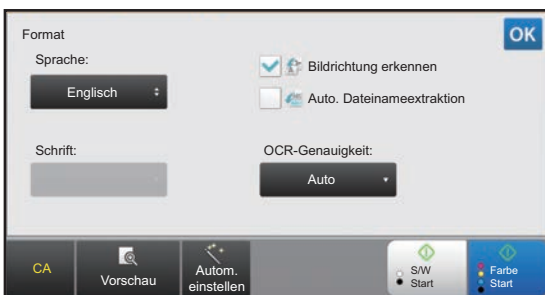 Format
OK
Sprache:
Englisch
Bildrichtung erkennen
Auto. Dateinameextraktion
Schrift:
OCR-Genauigkeit:
Auto
CA
Vorschau
Autom.
einstellen
S/W
Start
Farbe
Start